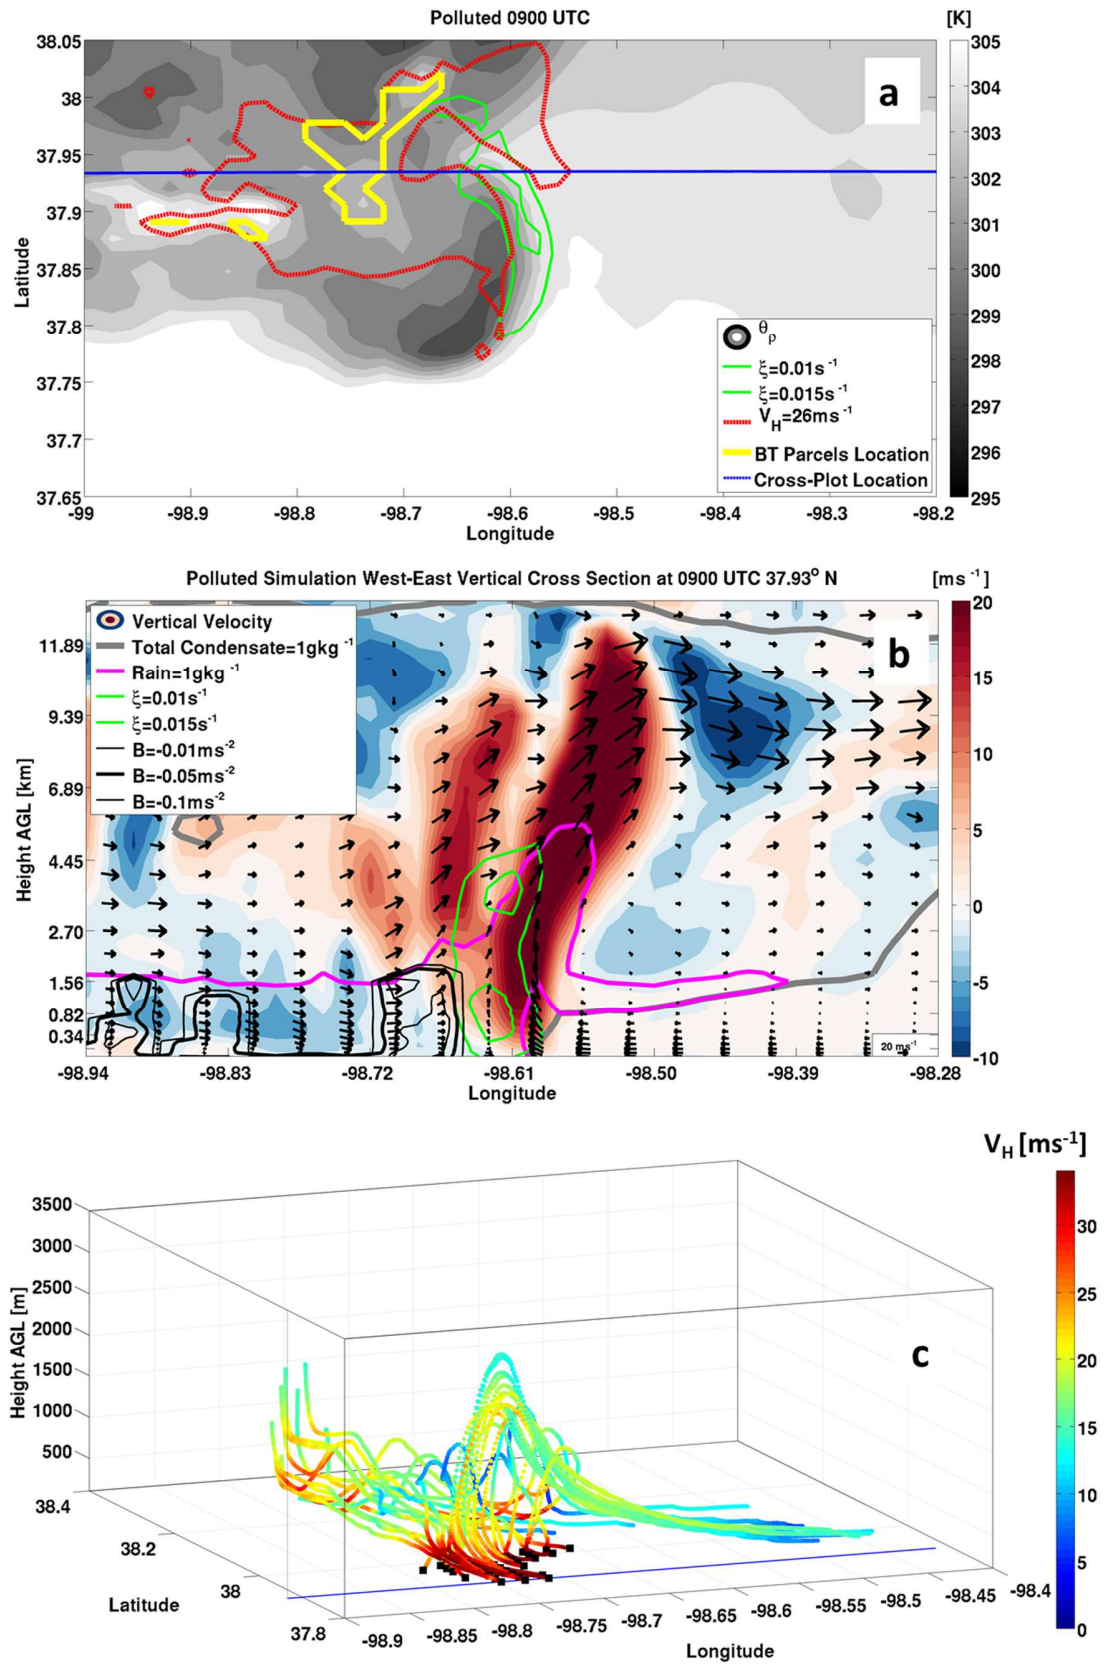 Polluted 0900 UTC
[K]
38.05
38
37.95
37.9
37.85
37.8
37.75
37.7
37.65
Latitude
a
θρ
ξ=0.01s⁻¹
ξ=0.015s⁻¹
V_H=26ms⁻¹
BT Parcels Location
Cross-Plot Location
-99 -98.9 -98.8 -98.7 -98.6 -98.5 -98.4 -98.3 -98.2
Longitude
305
304
303
302
301
300
299
298
297
296
295
Polluted Simulation West-East Vertical Cross Section at 0900 UTC 37.93° N
[ms⁻¹]
Vertical Velocity
Total Condensate=1gkg⁻¹
Rain=1gkg⁻¹
ξ=0.01s⁻¹
ξ=0.015s⁻¹
B=-0.01ms⁻²
B=-0.05ms⁻²
B=-0.1ms⁻²
b
11.89
9.39
6.89
4.45
2.70
1.56
0.82
0.34
Height AGL [km]
20 ms⁻¹
-98.94 -98.83 -98.72 -98.61 -98.50 -98.39 -98.28
Longitude
20
15
10
5
0
-5
-10
V_H [ms⁻¹]
3500
3000
2500
2000
1500
1000
500
Height AGL [m]
c
38.4
38.2
38
37.8
Latitude
-98.9 -98.85 -98.8 -98.75 -98.7 -98.65 -98.6 -98.55 -98.5 -98.45 -98.4
Longitude
30
25
20
15
10
5
0